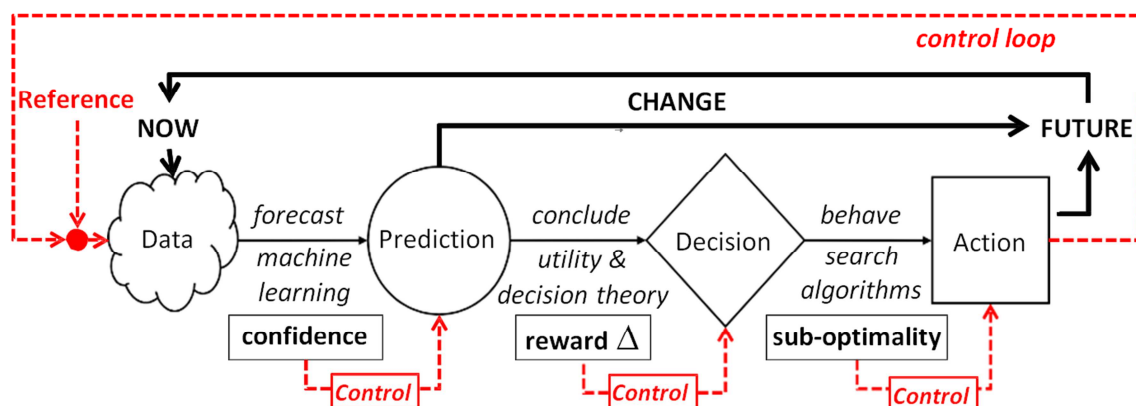 control loop
Reference
CHANGE
NOW
FUTURE
Data
forecast
machine
learning
Prediction
conclude
utility &
decision theory
Decision
behave
search
algorithms
Action
confidence
reward Δ
sub-optimality
Control
Control
Control